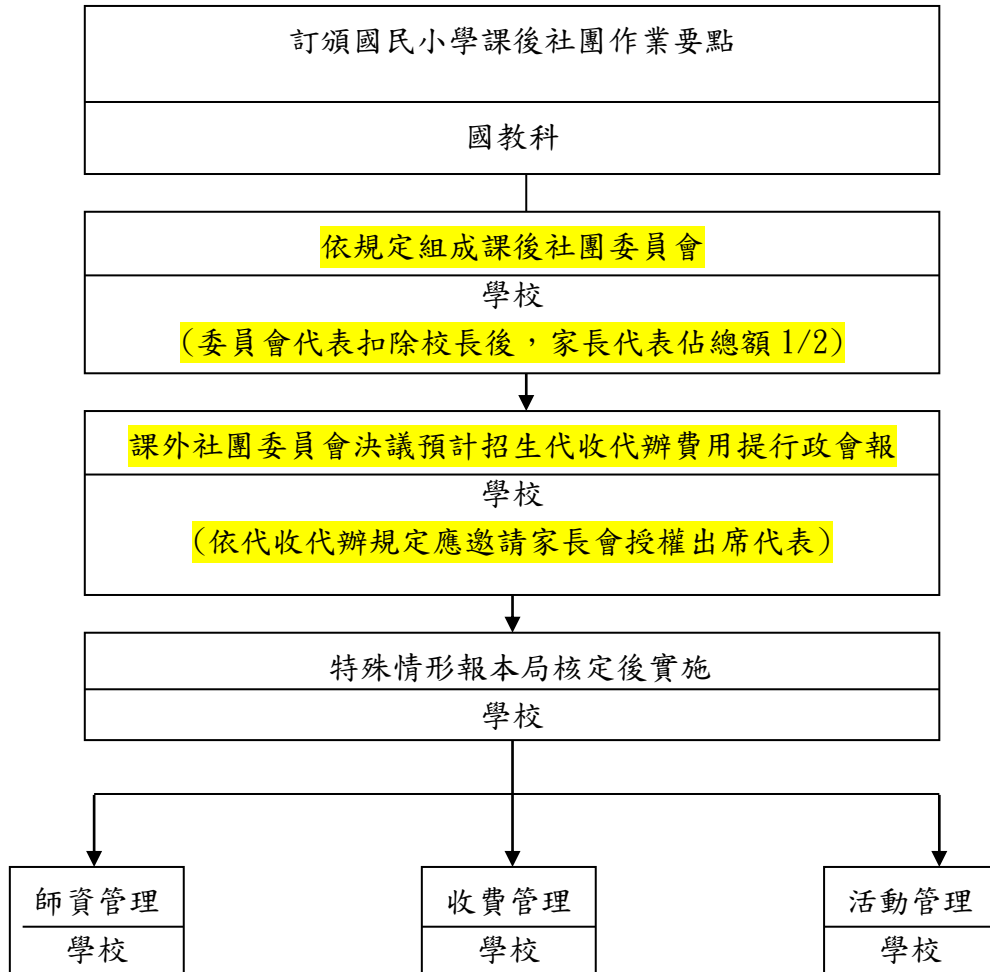 訂頒國民小學課後社團作業要點
國教科
依規定組成課後社團委員會
學校
(委員會代表扣除校長後，家長代表佔總額 1/2)
課外社團委員會決議預計招生代收代辦費用提行政會報
學校
(依代收代辦規定應邀請家長會授權出席代表)
特殊情形報本局核定後實施
學校
師資管理
學校
收費管理
學校
活動管理
學校